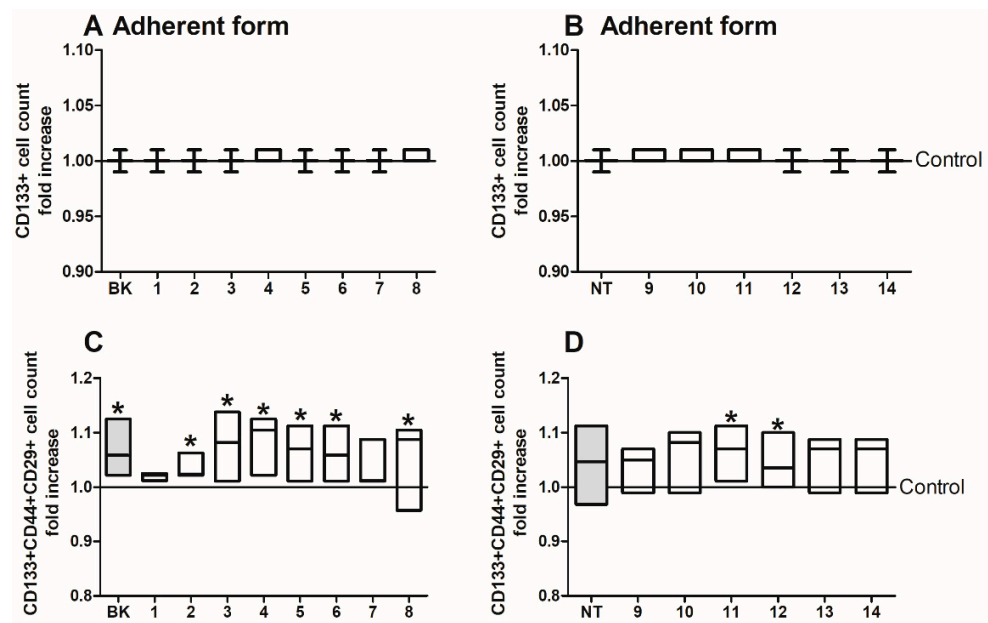 A Adherent form
CD133+ cell count
fold increase
1.10
1.05
1.00
0.95
0.90
BK 1 2 3 4 5 6 7 8
B Adherent form
CD133+ cell count
fold increase
1.10
1.05
1.00
0.95
0.90
Control
NT 9 10 11 12 13 14
C
CD133+CD44+CD29+ cell count
fold increase
1.2
1.1
1.0
0.9
0.8
* * * * * * *
BK 1 2 3 4 5 6 7 8
D
CD133+CD44+CD29+ cell count
fold increase
1.2
1.1
1.0
0.9
0.8
* *
Control
NT 9 10 11 12 13 14